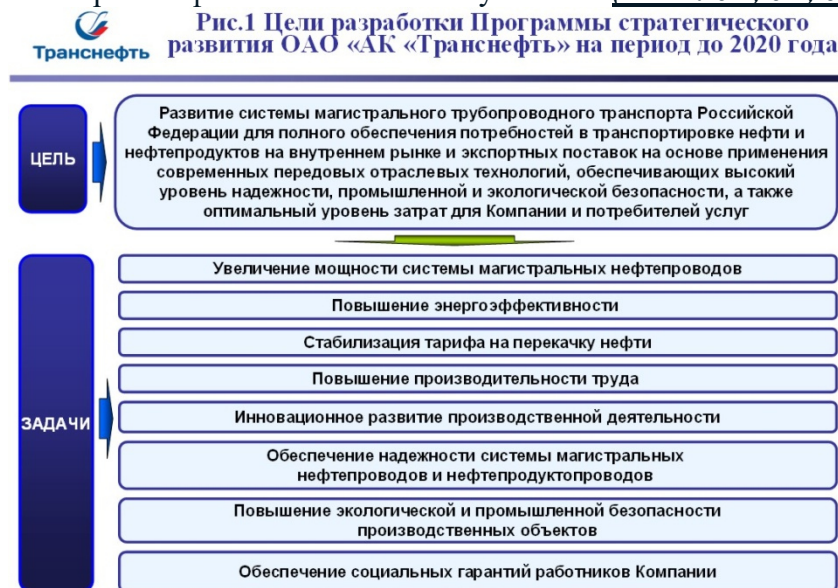 Рис.1 Цели разработки Программы стратегического
Транснефть
развития ОАО «АК «Транснефть» на период до 2020 года
ЦЕЛЬ
Развитие системы магистрального трубопроводного транспорта Российской
Федерации для полного обеспечения потребностей в транспортировке нефти и
нефтепродуктов на внутреннем рынке и экспортных поставок на основе применения
современных передовых отраслевых технологий, обеспечивающих высокий
уровень надежности, промышленной и экологической безопасности, а также
оптимальный уровень затрат для Компании и потребителей услуг
ЗАДАЧИ
Увеличение мощности системы магистральных нефтепроводов
Повышение энергоэффективности
Стабилизация тарифа на перекачку нефти
Повышение производительности труда
Инновационное развитие производственной деятельности
Обеспечение надежности системы магистральных
нефтепроводов и нефтепродуктопроводов
Повышение экологической и промышленной безопасности
производственных объектов
Обеспечение социальных гарантий работников Компании